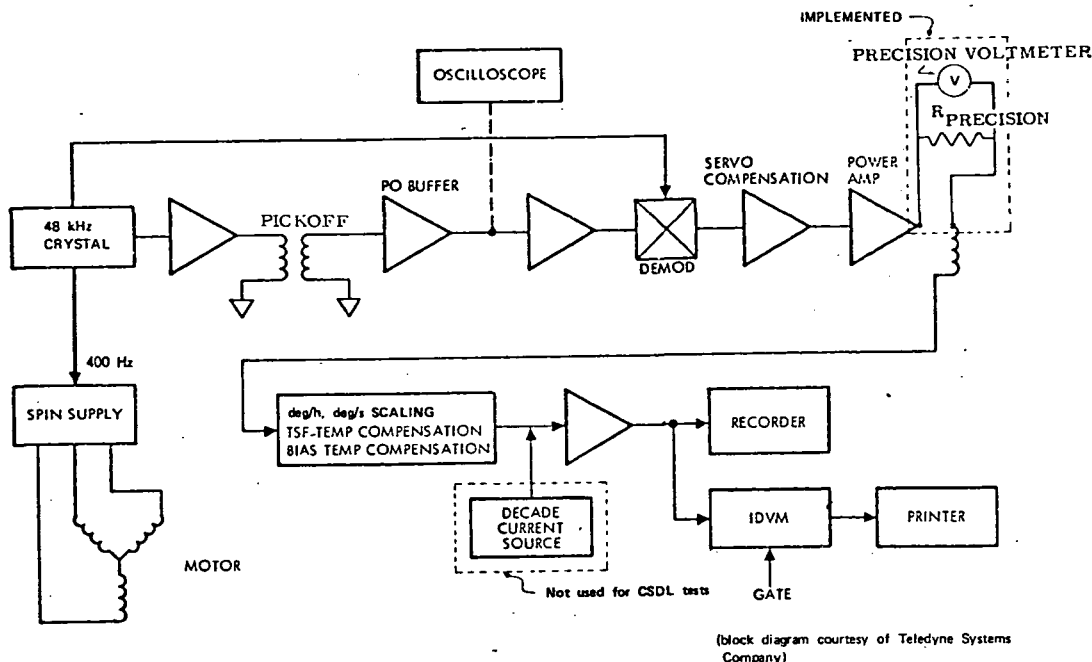 IMPLEMENTED
PRECISION VOLTMETER
V
R PRECISION
OSCILLOSCOPE
SERVO
COMPENSATION
POWER
AMP
PO BUFFER
48 kHz
CRYSTAL
PICKOFF
DEMOD
400 Hz
SPIN SUPPLY
MOTOR
deg/h, deg/s SCALING
TSF-TEMP COMPENSATION
BIAS TEMP COMPENSATION
RECORDER
DECADE
CURRENT
SOURCE
IDVM
PRINTER
Not used for CSDL tests
GATE
(block diagram courtesy of Teledyne Systems
Company)